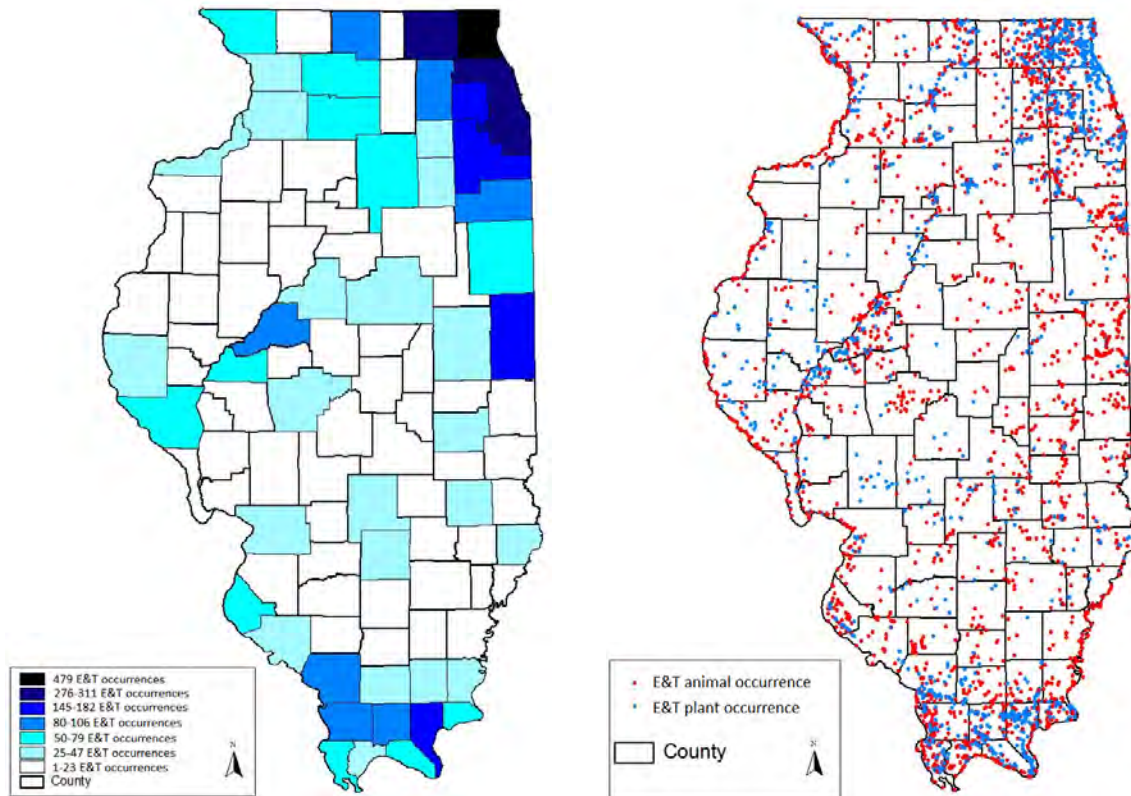 479 E&T occurrences
276-311 E&T occurrences
145-182 E&T occurrences
80-106 E&T occurrences
50-79 E&T occurrences
25-47 E&T occurrences
1-23 E&T occurrences
County
N
E&T animal occurrence
E&T plant occurrence
County
N